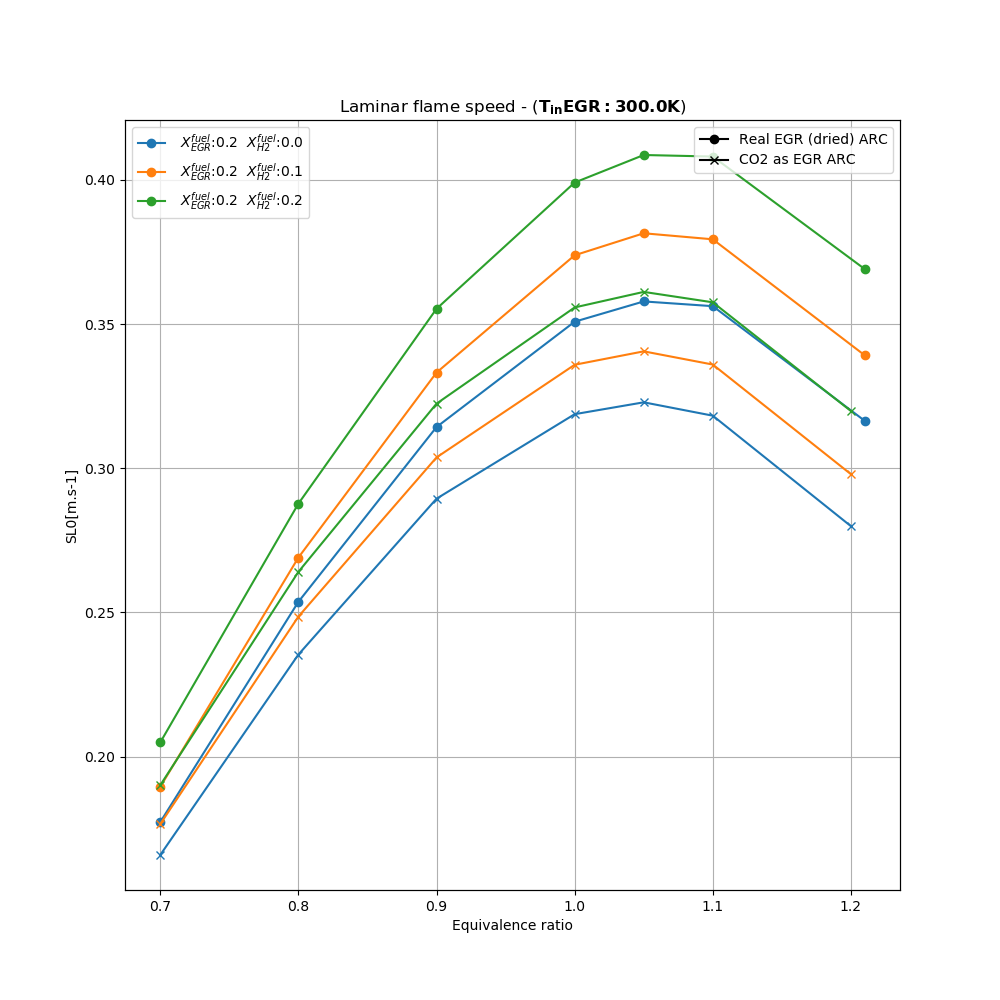 Laminar flame speed - (T_inEGR : 300.0K)
X_EGR^fuel:0.2 X_H2^fuel:0.0
X_EGR^fuel:0.2 X_H2^fuel:0.1
X_EGR^fuel:0.2 X_H2^fuel:0.2
Real EGR (dried) ARC
CO2 as EGR ARC
SL0[m.s-1]
0.40
0.35
0.30
0.25
0.20
0.7 0.8 0.9 1.0 1.1 1.2
Equivalence ratio